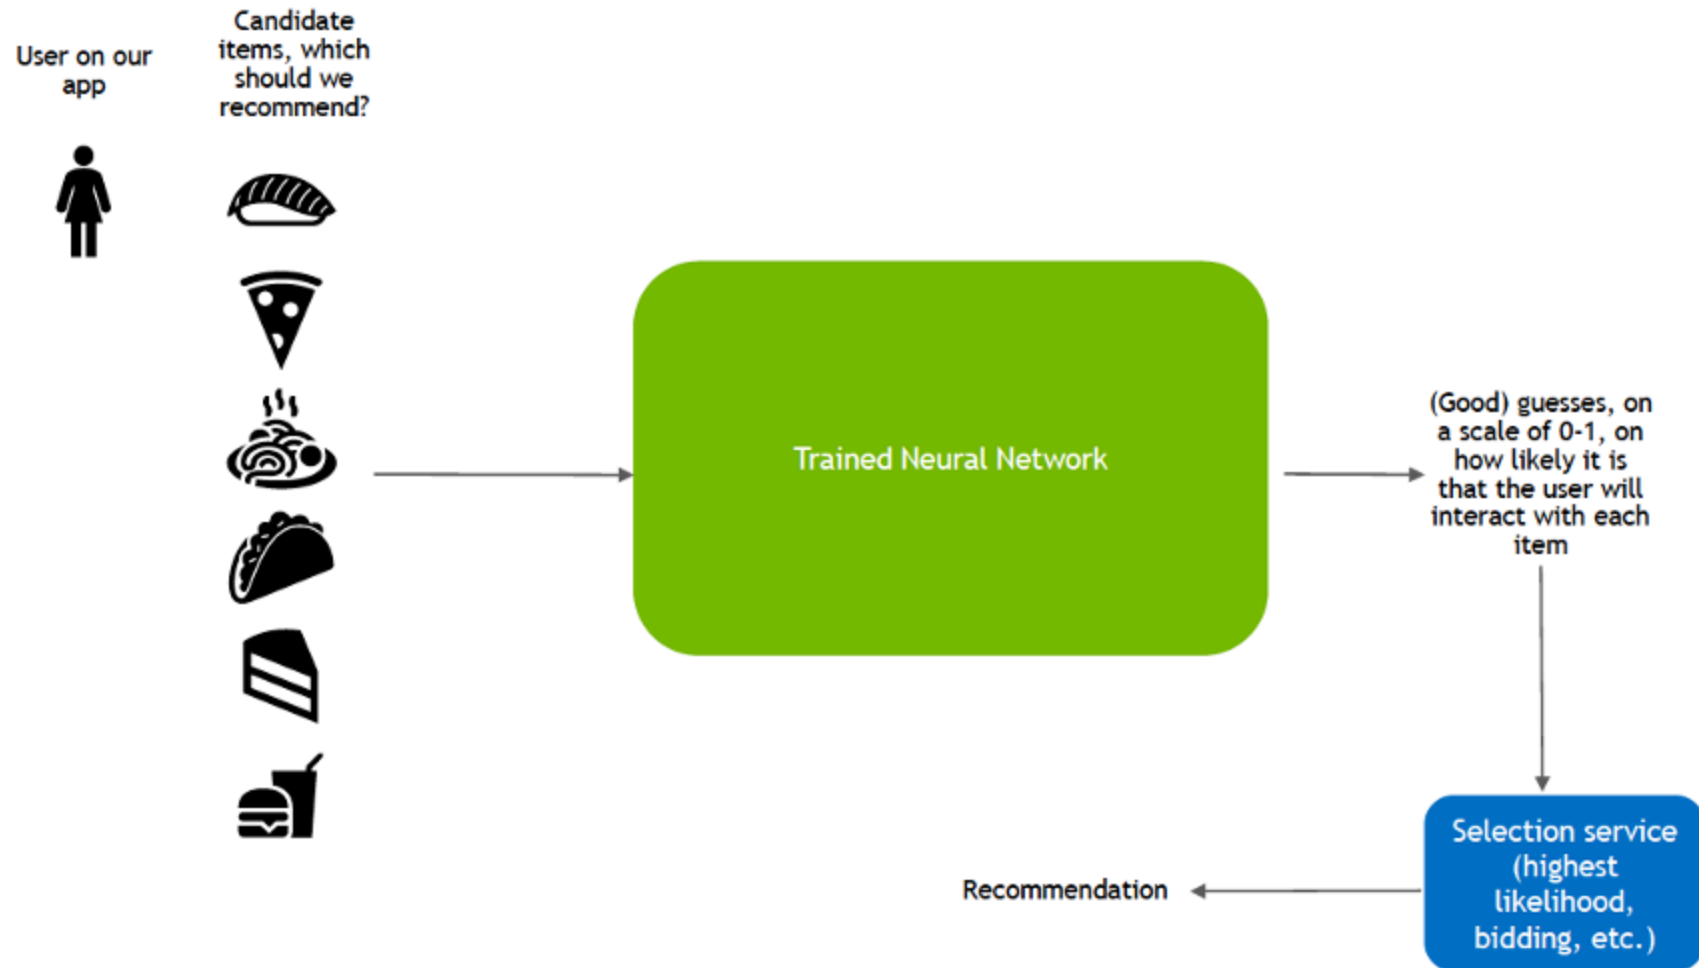 User on our
app
Candidate
items, which
should we
recommend?
Trained Neural Network
(Good) guesses, on
a scale of 0-1, on
how likely it is
that the user will
interact with each
item
Selection service
(highest
likelihood,
bidding, etc.)
Recommendation